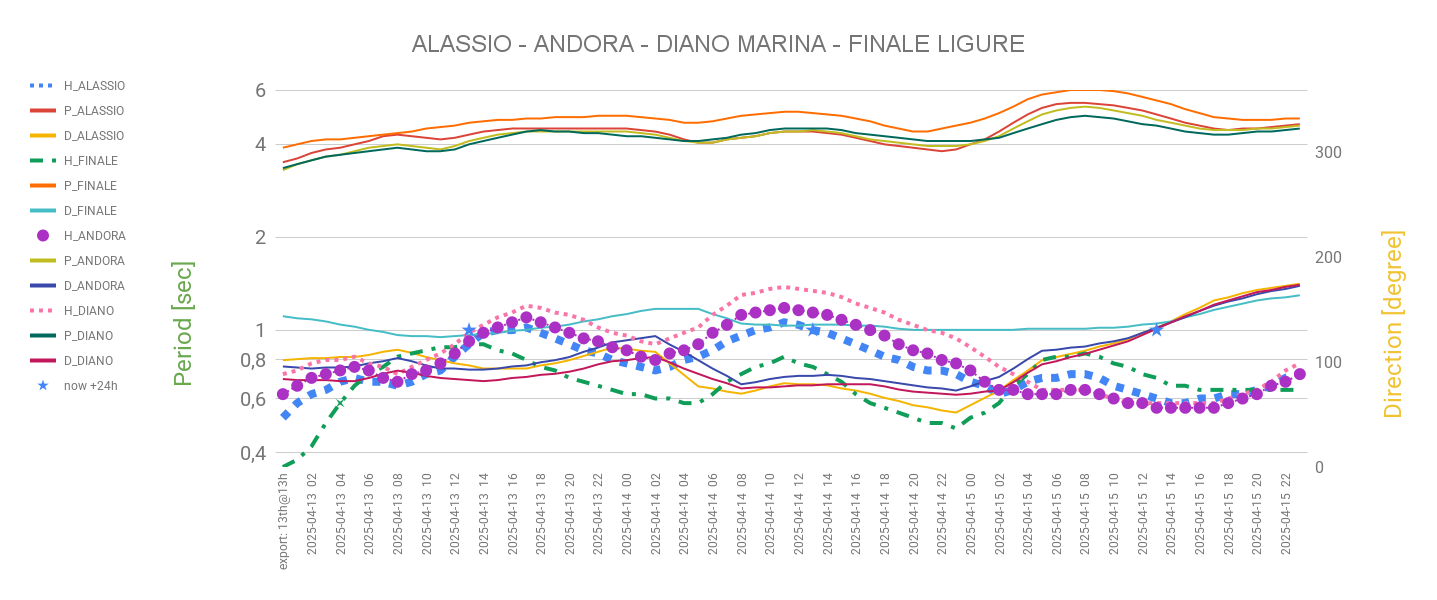 ALASSIO - ANDORA - DIANO MARINA - FINALE LIGURE
H_ALASSIO
P_ALASSIO
D_ALASSIO
H_FINALE
P_FINALE
D_FINALE
H_ANDORA
P_ANDORA
D_ANDORA
H_DIANO
P_DIANO
D_DIANO
now +24h
Period [sec]
6
4
2
1
0,8
0,6
0,4
300
200
100
0
Direction [degree]
export: 13th@13h
2025-04-13 02
2025-04-13 04
2025-04-13 06
2025-04-13 08
2025-04-13 10
2025-04-13 12
2025-04-13 14
2025-04-13 16
2025-04-13 18
2025-04-13 20
2025-04-13 22
2025-04-14 00
2025-04-14 02
2025-04-14 04
2025-04-14 06
2025-04-14 08
2025-04-14 10
2025-04-14 12
2025-04-14 14
2025-04-14 16
2025-04-14 18
2025-04-14 20
2025-04-14 22
2025-04-15 00
2025-04-15 02
2025-04-15 04
2025-04-15 06
2025-04-15 08
2025-04-15 10
2025-04-15 12
2025-04-15 14
2025-04-15 16
2025-04-15 18
2025-04-15 20
2025-04-15 22